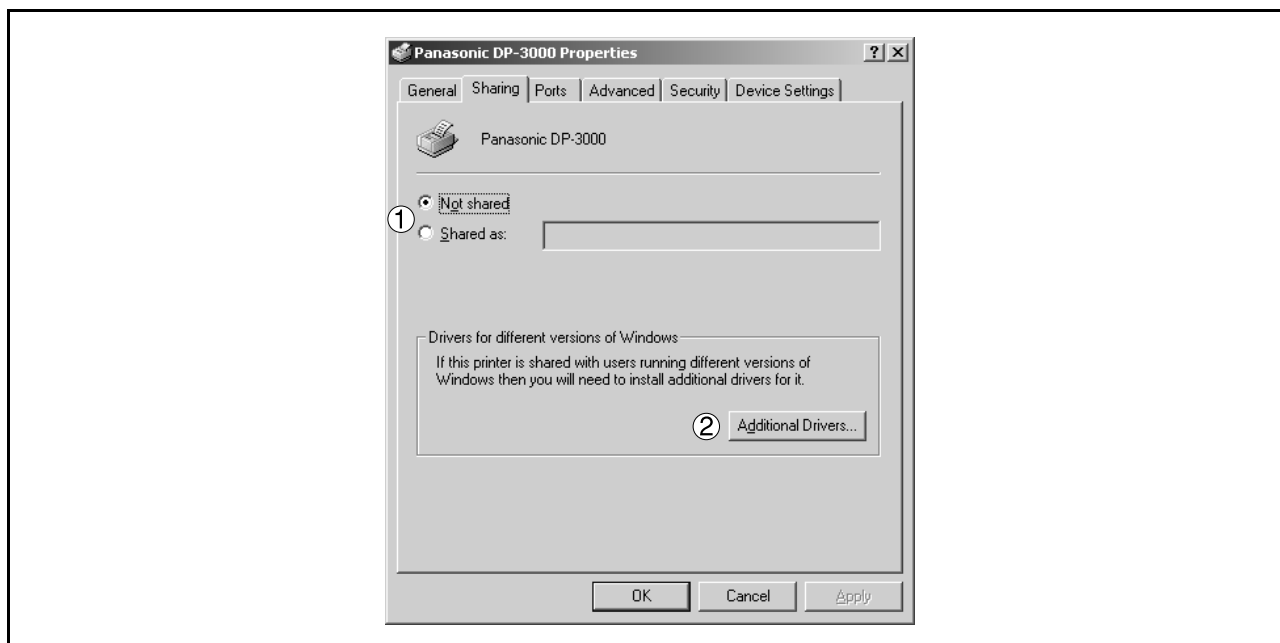 Panasonic DP-3000 Properties
? X
General Sharing Ports Advanced Security Device Settings
Panasonic DP-3000
① Not shared
Shared as:
Drivers for different versions of Windows
If this printer is shared with users running different versions of
Windows then you will need to install additional drivers for it.
② Additional Drivers...
OK Cancel Apply